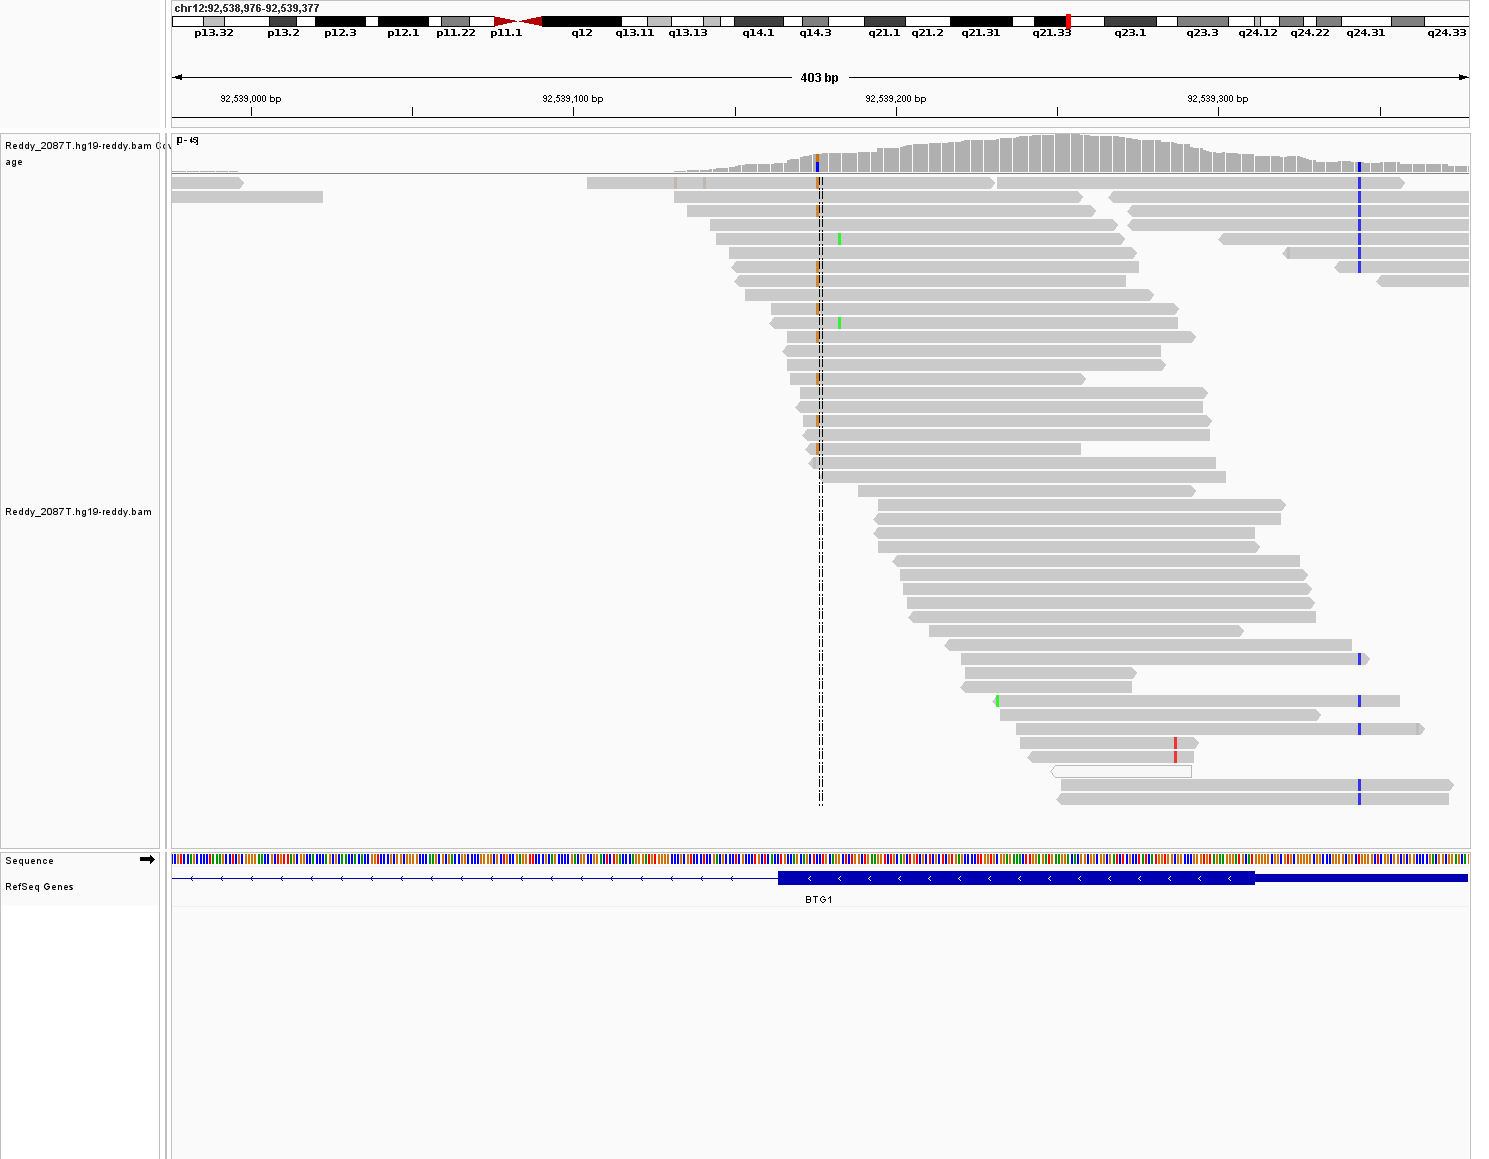 chr12:92,538,976-92,539,377
p13.32 p13.2 p12.3 p12.1 p11.22 p11.1 q12 q13.11 q13.13 q14.1 q14.3 q21.1 q21.2 q21.31 q21.33 q23.1 q23.3 q24.12 q24.22 q24.31 q24.33
403 bp
92,539,000 bp 92,539,100 bp 92,539,200 bp 92,539,300 bp
Reddy_2087T.hg19-reddy.bam
age
Reddy_2087T.hg19-reddy.bam
Sequence
RefSeq Genes
BTG1